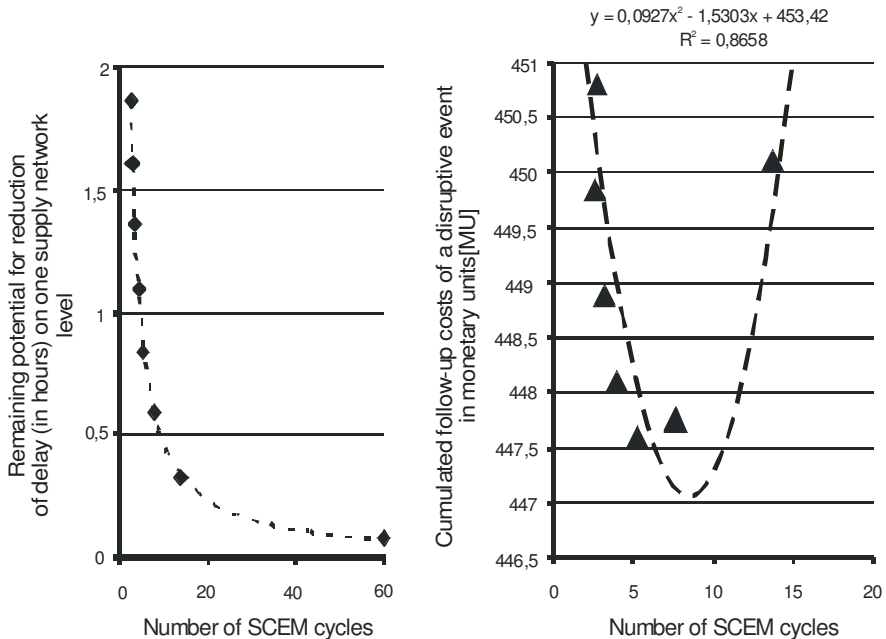 y = 0,0927x² - 1,5303x + 453,42
R² = 0,8658
Remaining potential for reduction
of delay (in hours) on one supply network
level
2
1,5
1
0,5
0
0
20
40
60
Number of SCEM cycles
Cumulated follow-up costs of a disruptive event
in monetary units[MU]
451
450,5
450
449,5
449
448,5
448
447,5
447
446,5
0
5
10
15
20
Number of SCEM cycles